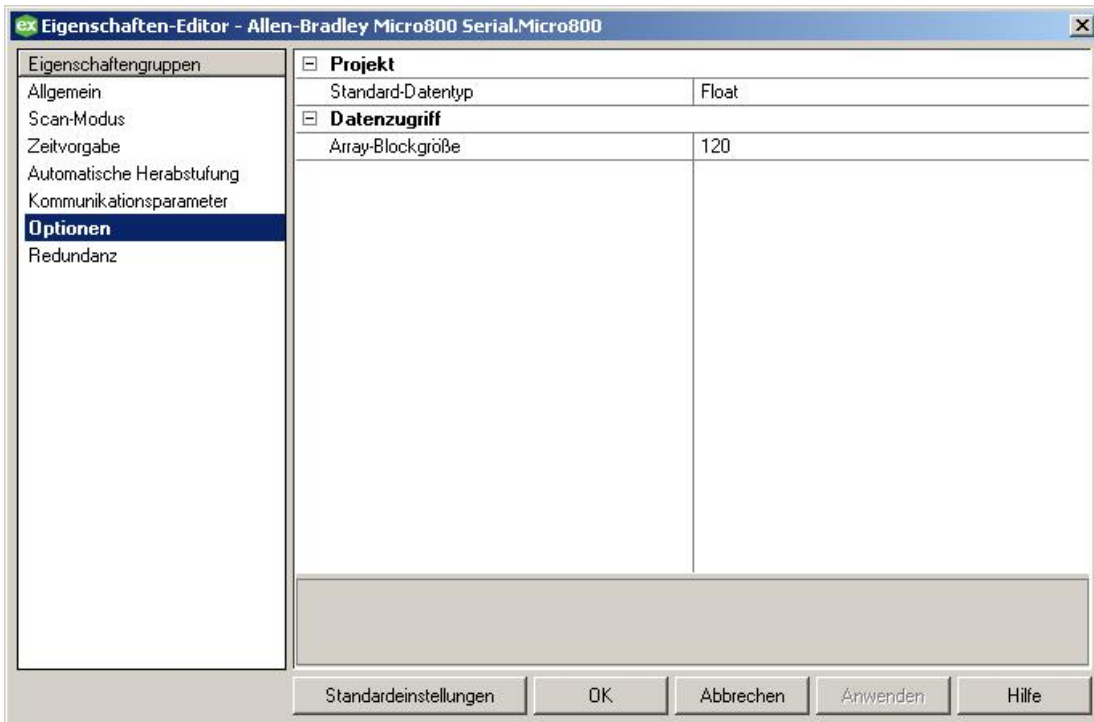 ex Eigenschaften-Editor - Allen-Bradley Micro800 Serial.Micro800
Eigenschaftengruppen
Allgemein
Scan-Modus
Zeitvorgabe
Automatische Herabstufung
Kommunikationsparameter
Optionen
Redundanz
Projekt
Standard-Datentyp Float
Datenzugriff
Array-Blockgröße 120
Standardeinstellungen OK Abbrechen Anwenden Hilfe